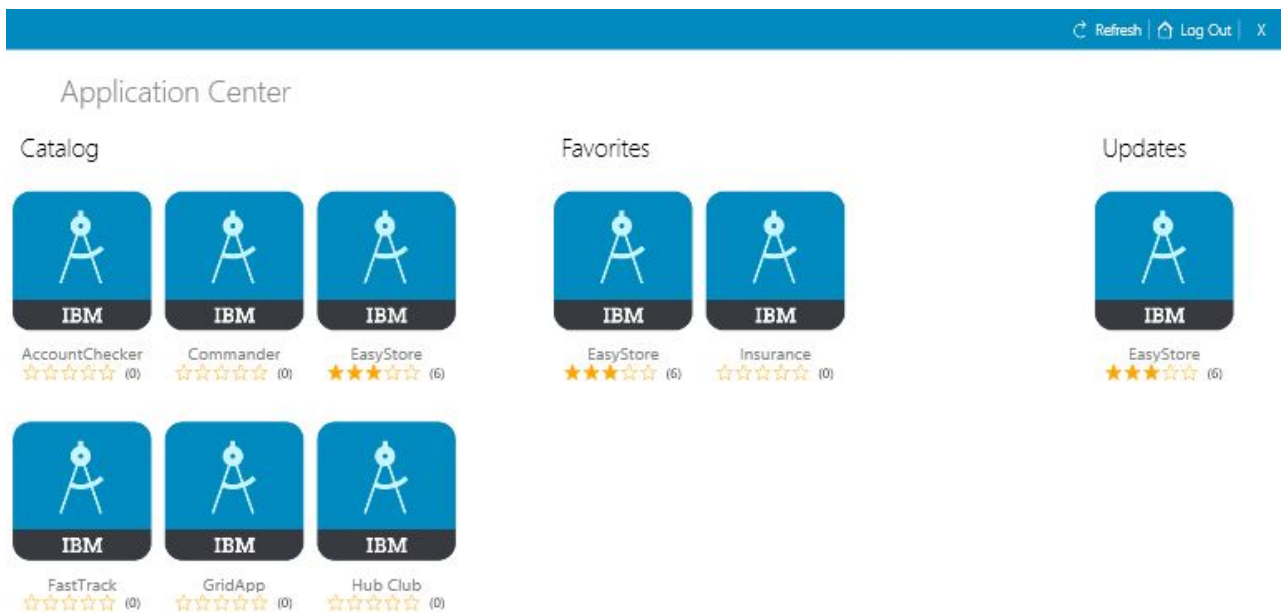 Refresh | Log Out | X
Application Center
Catalog
Favorites
Updates
IBM
IBM
IBM
IBM
IBM
IBM
AccountChecker
Commander
EasyStore
EasyStore
Insurance
EasyStore
(0)
(0)
(6)
(6)
(0)
(6)
IBM
IBM
IBM
FastTrack
GridApp
Hub Club
(0)
(0)
(0)